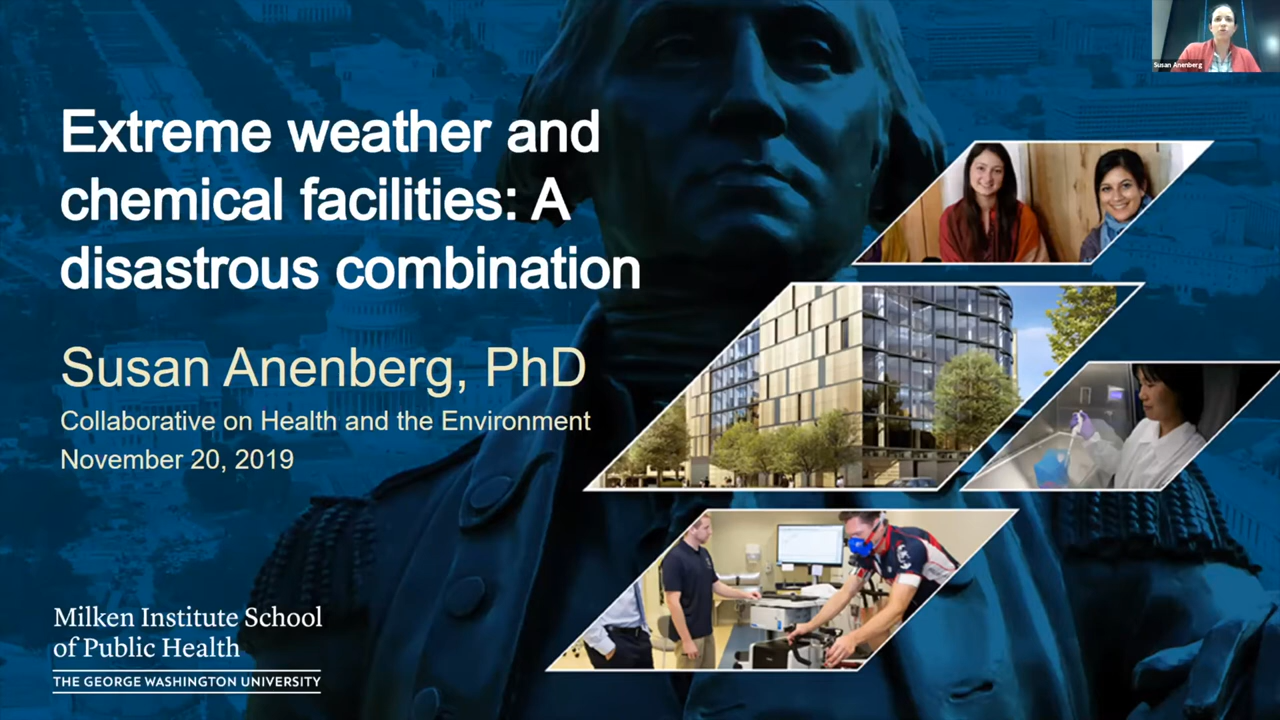 Susan Anenberg
Extreme weather and
chemical facilities: A
disastrous combination
Susan Anenberg, PhD
Collaborative on Health and the Environment
November 20, 2019
Milken Institute School
of Public Health
THE GEORGE WASHINGTON UNIVERSITY